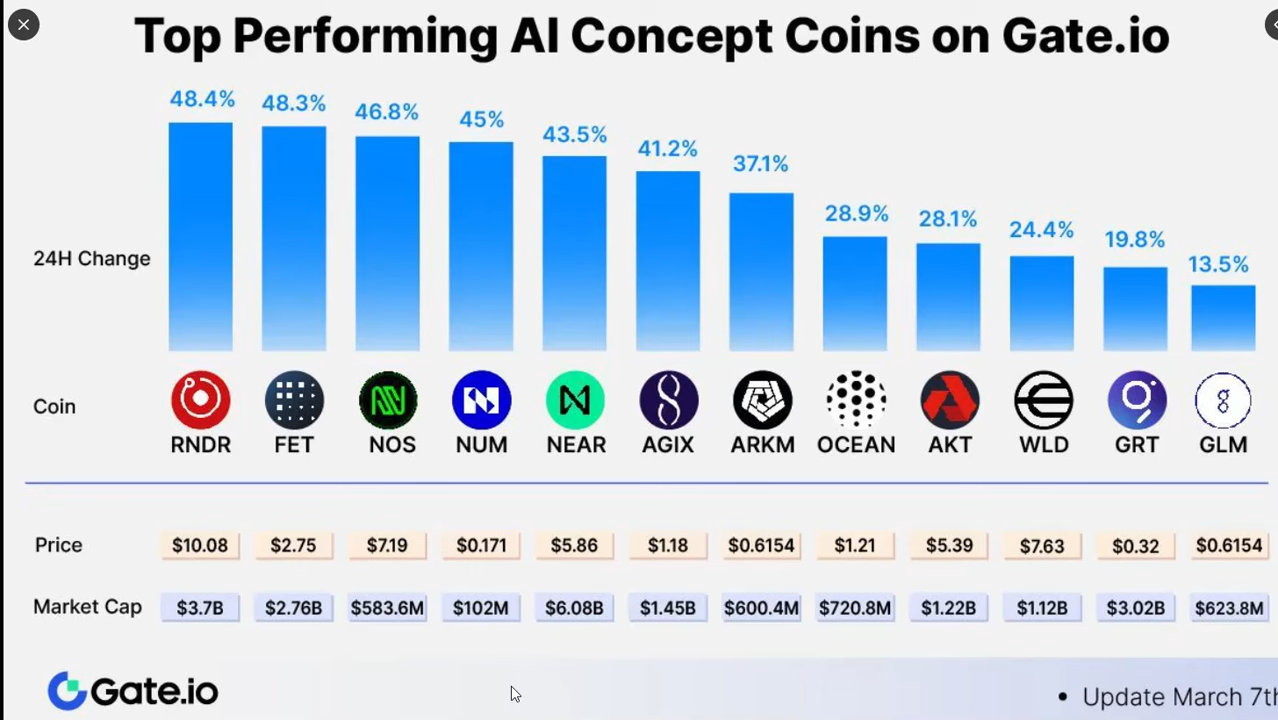 Top Performing AI Concept Coins on Gate.io
48.4% 48.3% 46.8% 45% 43.5% 41.2% 37.1% 28.9% 28.1% 24.4% 19.8% 13.5%
24H Change
Coin
RNDR FET NOS NUM NEAR AGIX ARKM OCEAN AKT WLD GRT GLM
Price $10.08 $2.75 $7.19 $0.171 $5.86 $1.18 $0.6154 $1.21 $5.39 $7.63 $0.32 $0.6154
Market Cap $3.7B $2.76B $583.6M $102M $6.08B $1.45B $600.4M $720.8M $1.22B $1.12B $3.02B $623.8M
Gate.io
• Update March 7th